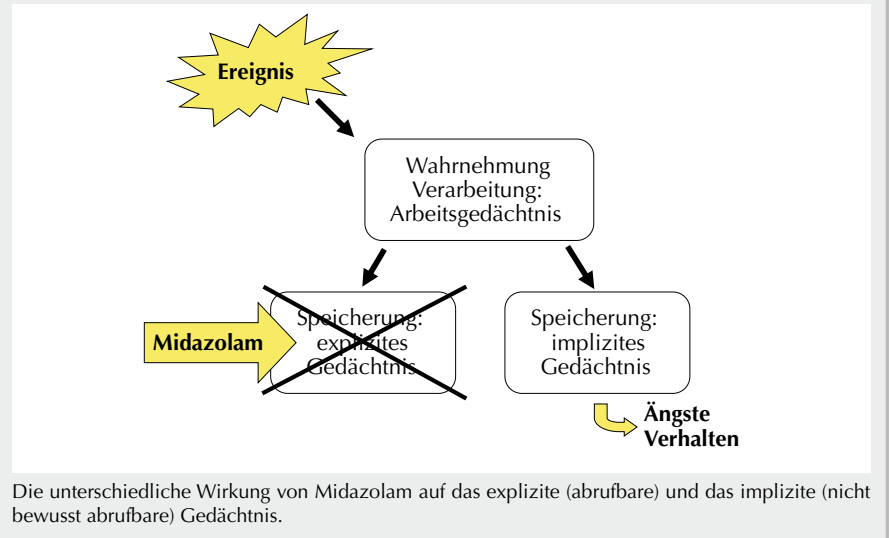 Ereignis
Wahrnehmung
Verarbeitung:
Arbeitsgedächtnis
Midazolam
Speicherung:
explizites
Gedächtnis
Speicherung:
implizites
Gedächtnis
Ängste
Verhalten
Die unterschiedliche Wirkung von Midazolam auf das explizite (abrufbare) und das implizite (nicht
bewusst abrufbare) Gedächtnis.